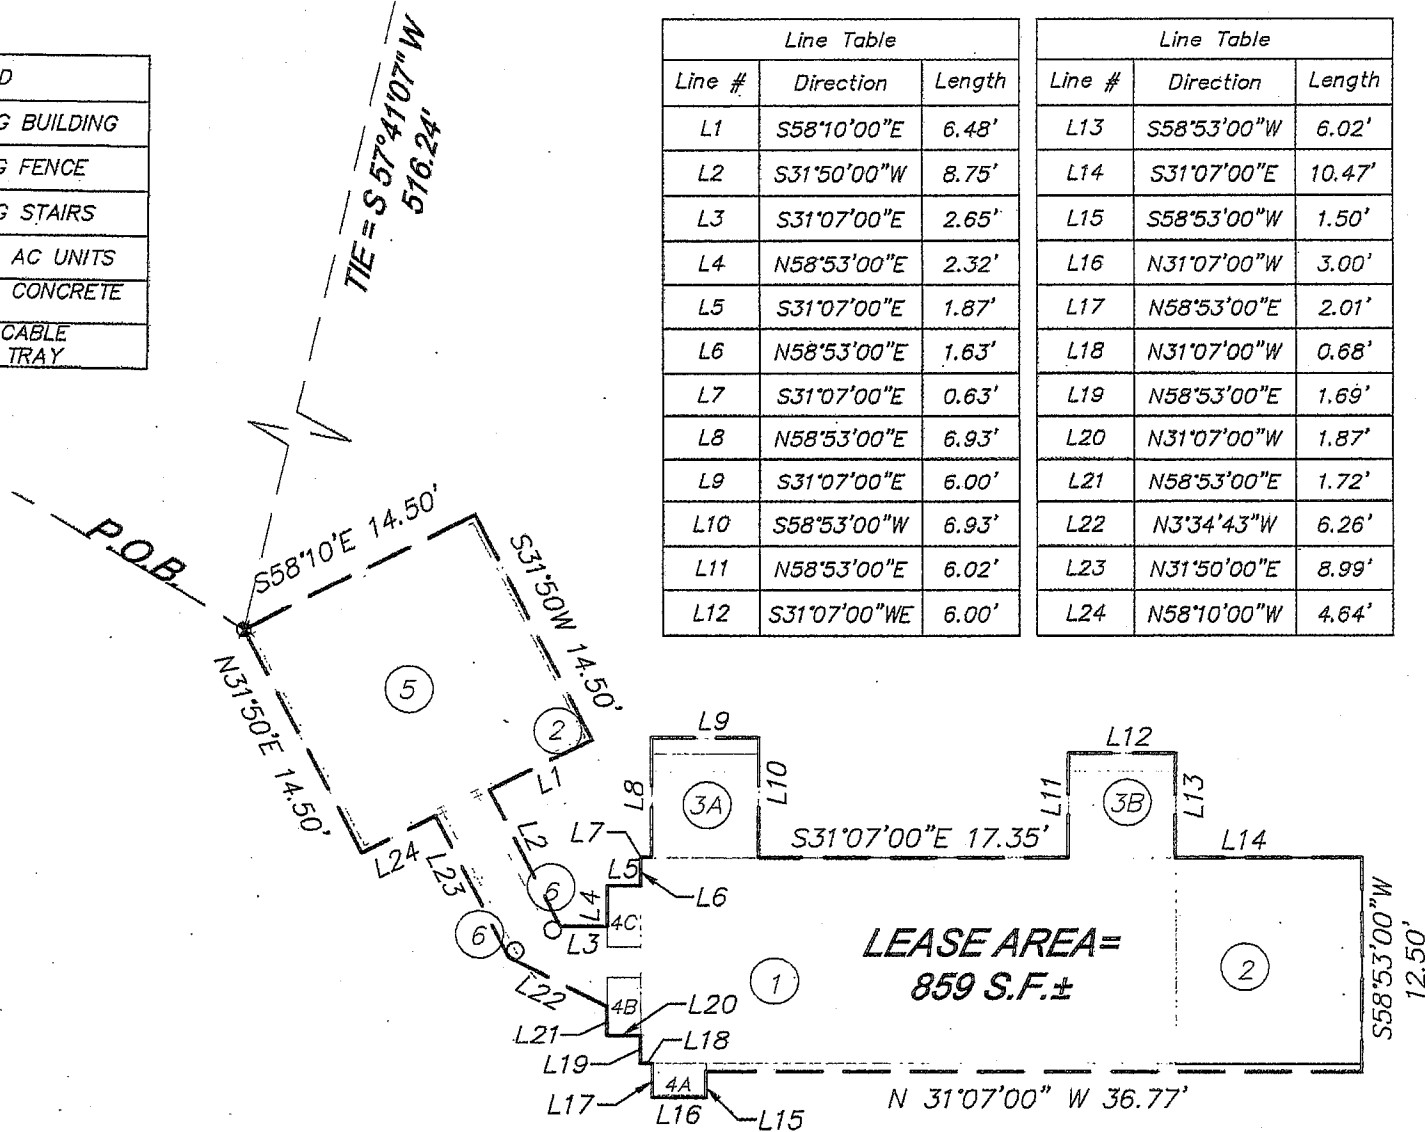 D
G BUILDING
G FENCE
G STAIRS
AC UNITS
CONCRETE
CABLE
TRAY
TIE = S 57°41'07" W
516.24'
Line Table
Line # Direction Length
L1 S58°10'00"E 6.48'
L2 S31°50'00"W 8.75'
L3 S31°07'00"E 2.65'
L4 N58°53'00"E 2.32'
L5 S31°07'00"E 1.87'
L6 N58°53'00"E 1.63'
L7 S31°07'00"E 0.63'
L8 N58°53'00"E 6.93'
L9 S31°07'00"E 6.00'
L10 S58°53'00"W 6.93'
L11 N58°53'00"E 6.02'
L12 S31°07'00"WE 6.00'
Line Table
Line # Direction Length
L13 S58°53'00"W 6.02'
L14 S31°07'00"E 10.47'
L15 S58°53'00"W 1.50'
L16 N31°07'00"W 3.00'
L17 N58°53'00"E 2.01'
L18 N31°07'00"W 0.68'
L19 N58°53'00"E 1.69'
L20 N31°07'00"W 1.87'
L21 N58°53'00"E 1.72'
L22 N3°34'43"W 6.26'
L23 N31°50'00"E 8.99'
L24 N58°10'00"W 4.64'
P.O.B.
S58°10'E 14.50'
S31°50W 14.50'
N31°50'E 14.50'
5
2
L1
L2
L24
L23
6
6
L3
L22
L4
4C
L5
L6
L7
L8
L9
L10
3A
S31°07'00"E 17.35'
L11
L12
L13
3B
L14
LEASE AREA=
859 S.F.±
1
2
S58°53'00"W
12.50'
4B
L20
L21
L18
L19
4A
L17
L16
L15
N 31°07'00" W 36.77'